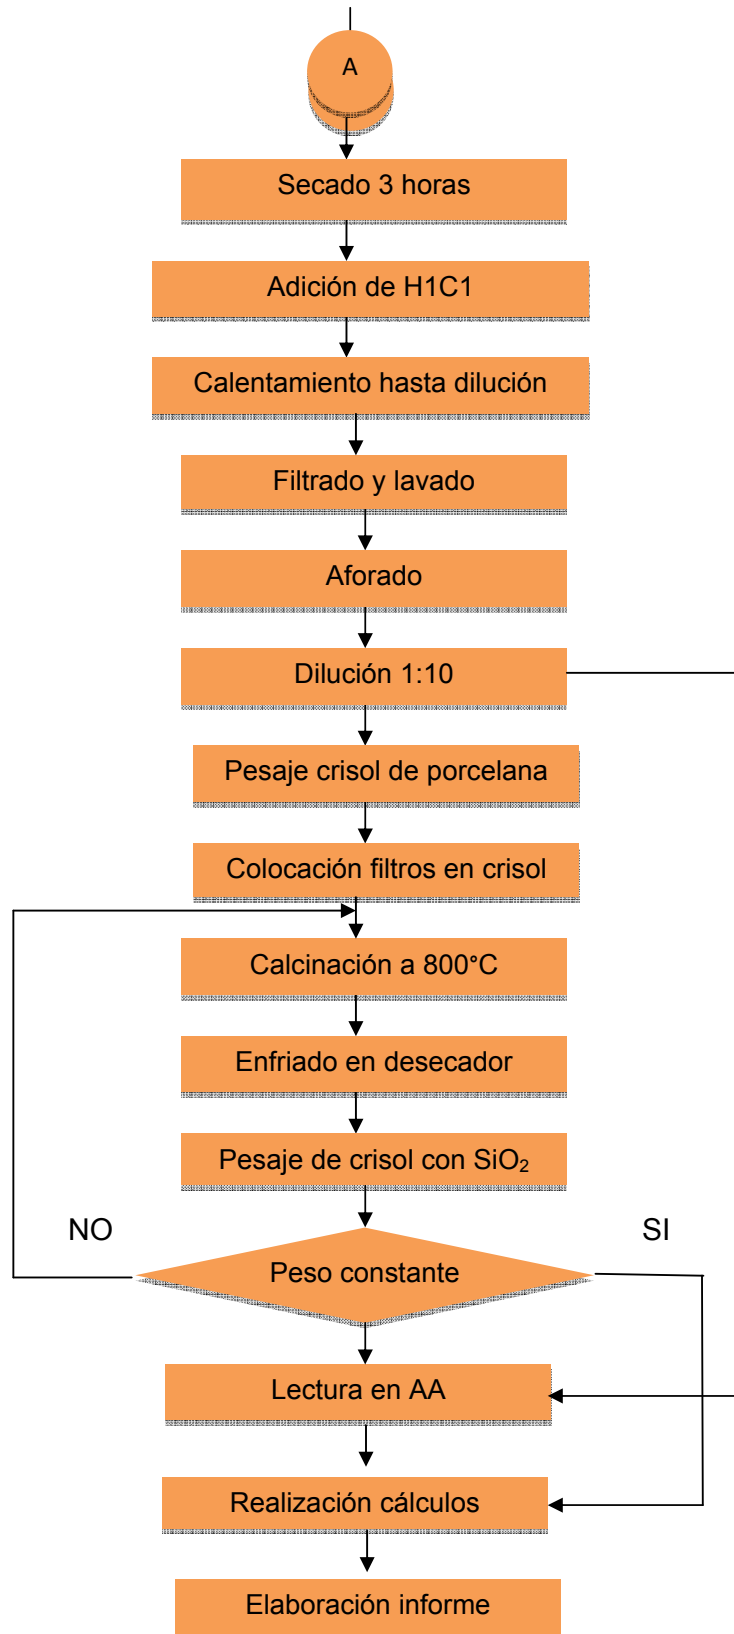 A
Secado 3 horas
Adición de H1C1
Calentamiento hasta dilución
Filtrado y lavado
Aforado
Dilución 1:10
Pesaje crisol de porcelana
Colocación filtros en crisol
Calcinación a 800°C
Enfriado en desecador
Pesaje de crisol con SiO₂
NO
SI
Peso constante
Lectura en AA
Realización cálculos
Elaboración informe